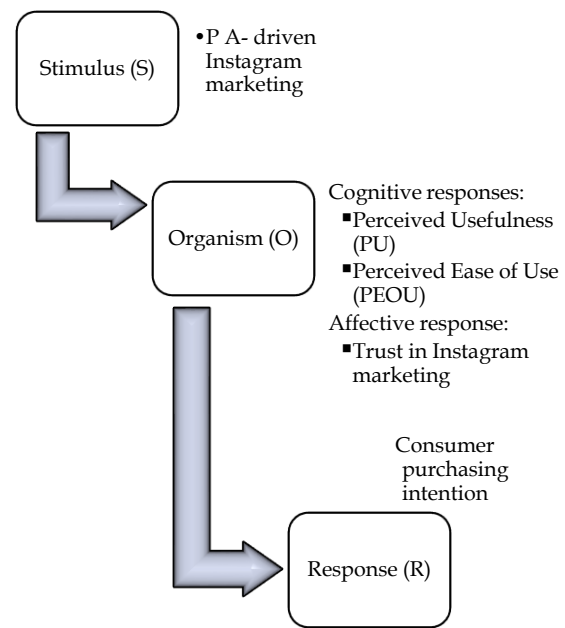 Stimulus (S)
•P A- driven
Instagram
marketing
Organism (O)
Cognitive responses:
▪Perceived Usefulness
(PU)
▪Perceived Ease of Use
(PEOU)
Affective response:
▪Trust in Instagram
marketing
Consumer
purchasing
intention
Response (R)